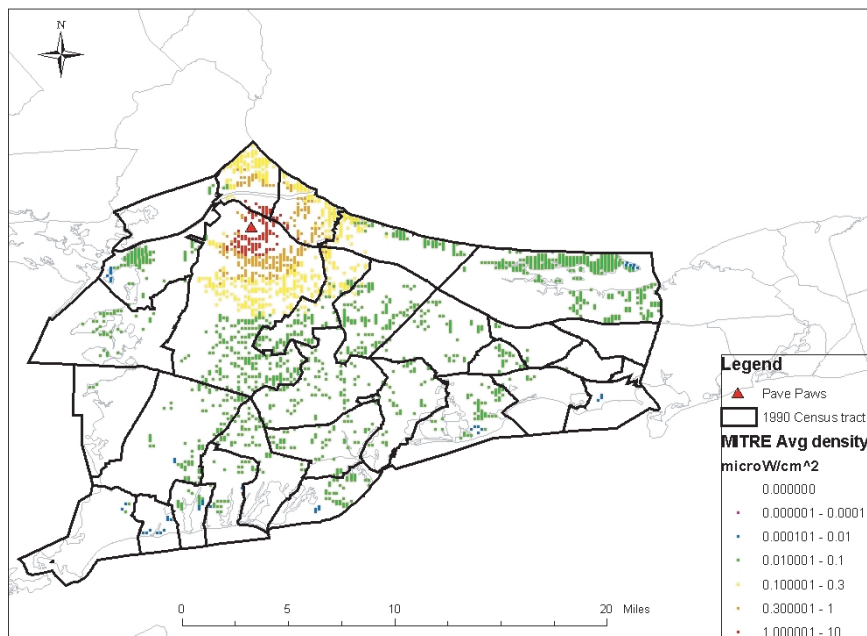 N
Legend
Pave Paws
1990 Census tract
MITRE Avg density
microW/cm^2
0.000000
0.000001 - 0.0001
0.000101 - 0.01
0.010001 - 0.1
0.100001 - 0.3
0.300001 - 1
1.000001 - 10
0 5 10 20 Miles